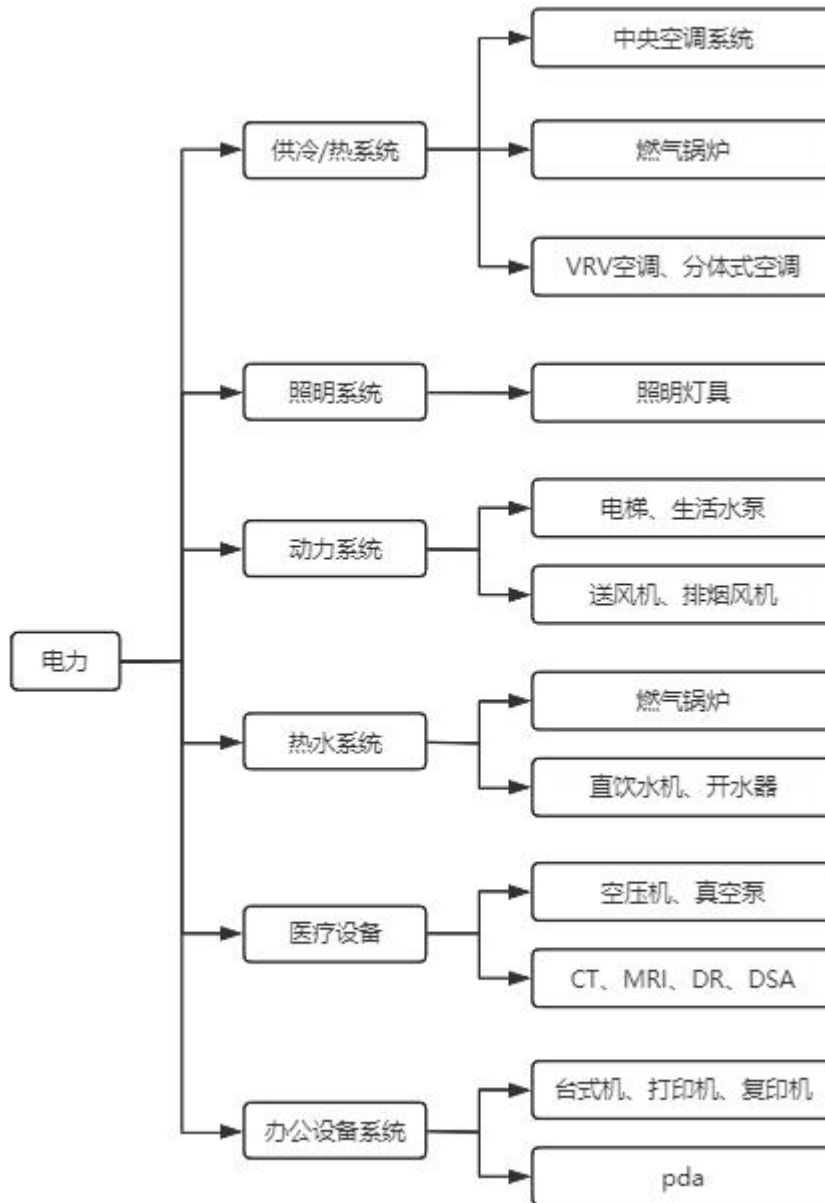 中央空调系统
供冷/热系统
燃气锅炉
VRV空调、分体式空调
照明系统
照明灯具
电梯、生活水泵
动力系统
送风机、排烟风机
电力
燃气锅炉
热水系统
直饮水机、开水器
空压机、真空泵
医疗设备
CT、MRI、DR、DSA
台式机、打印机、复印机
办公设备系统
pda